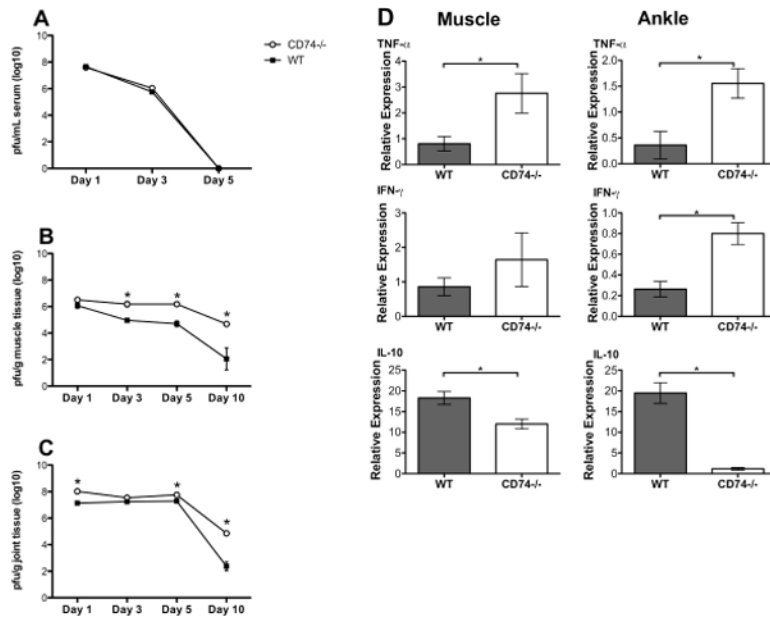 A
pfu/mL serum (log10)
10
8
6
4
2
0
Day 1 Day 3 Day 5
CD74-/-
WT
B
pfu/g muscle tissue (log10)
10
8
6
4
2
0
* * *
Day 1 Day 3 Day 5 Day 10
C
pfu/g joint tissue (log10)
10
8
6
4
2
0
* * *
Day 1 Day 3 Day 5 Day 10
D
Muscle Ankle
TNF-α
Relative Expression
4
3
2
1
0
*
WT CD74-/-
TNF-α
Relative Expression
2.0
1.5
1.0
0.5
0.0
*
WT CD74-/-
IFN-γ
Relative Expression
3
2
1
0
WT CD74-/-
IFN-γ
Relative Expression
1.0
0.8
0.6
0.4
0.2
0.0
*
WT CD74-/-
IL-10
Relative Expression
25
20
15
10
5
0
*
WT CD74-/-
IL-10
Relative Expression
25
20
15
10
5
0
*
WT CD74-/-